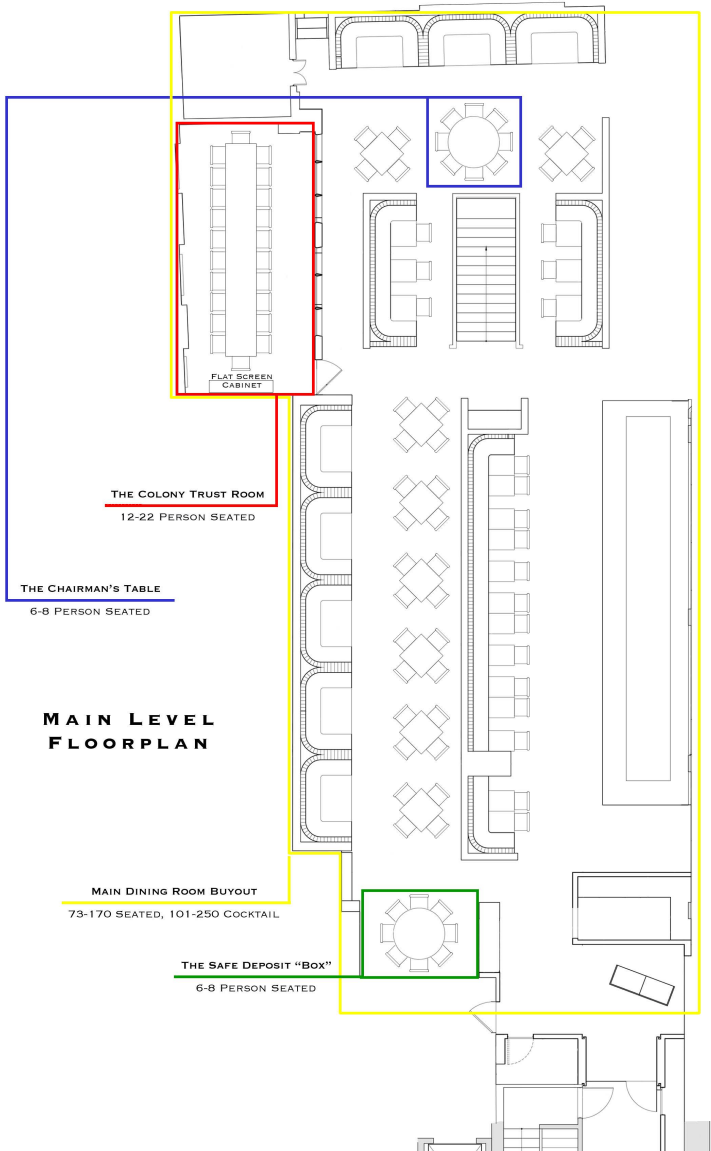 Flat Screen
Cabinet
The Colony Trust Room
12-22 Person Seated
The Chairman's Table
6-8 Person Seated
Main Level
Floorplan
Main Dining Room Buyout
73-170 Seated, 101-250 Cocktail
The Safe Deposit “Box”
6-8 Person Seated